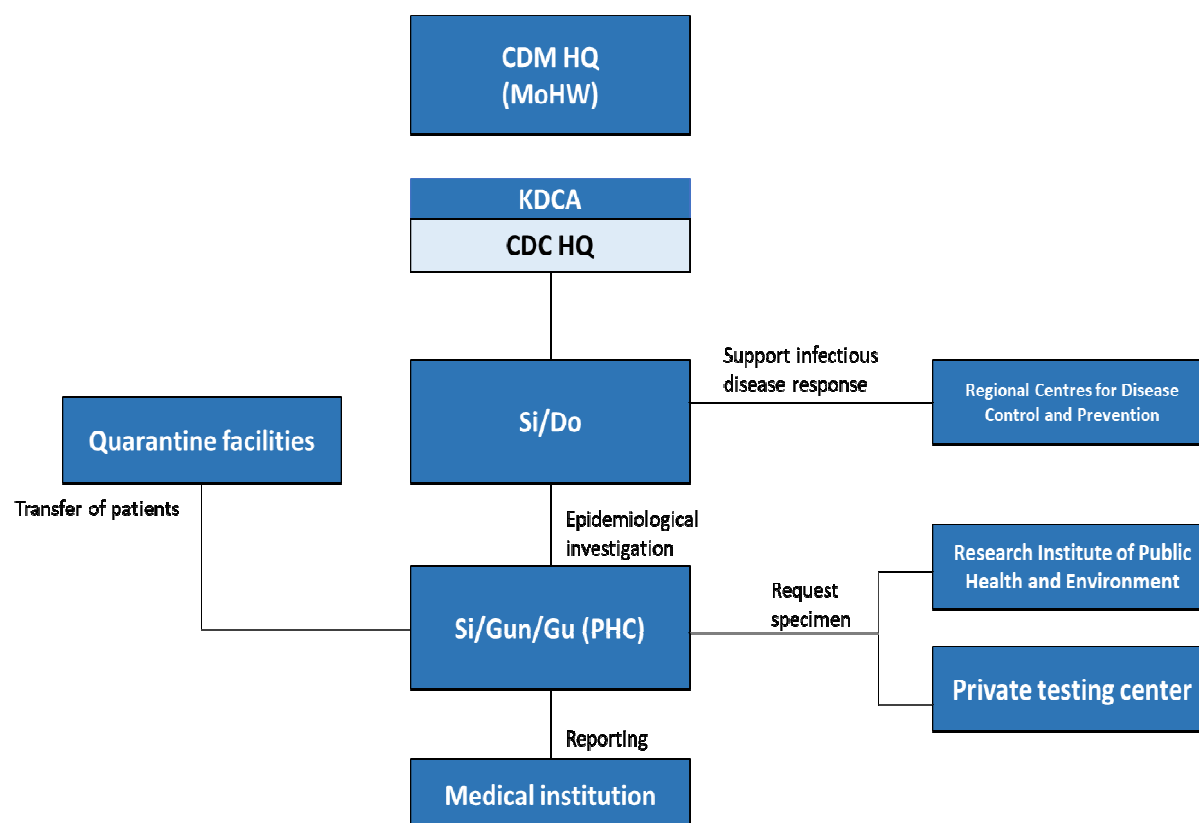 CDM HQ
(MoHW)
KDCA
CDC HQ
Support infectious
disease response
Regional Centres for Disease
Control and Prevention
Si/Do
Quarantine facilities
Transfer of patients
Epidemiological
investigation
Research Institute of Public
Health and Environment
Request
specimen
Si/Gun/Gu (PHC)
Private testing center
Reporting
Medical institution